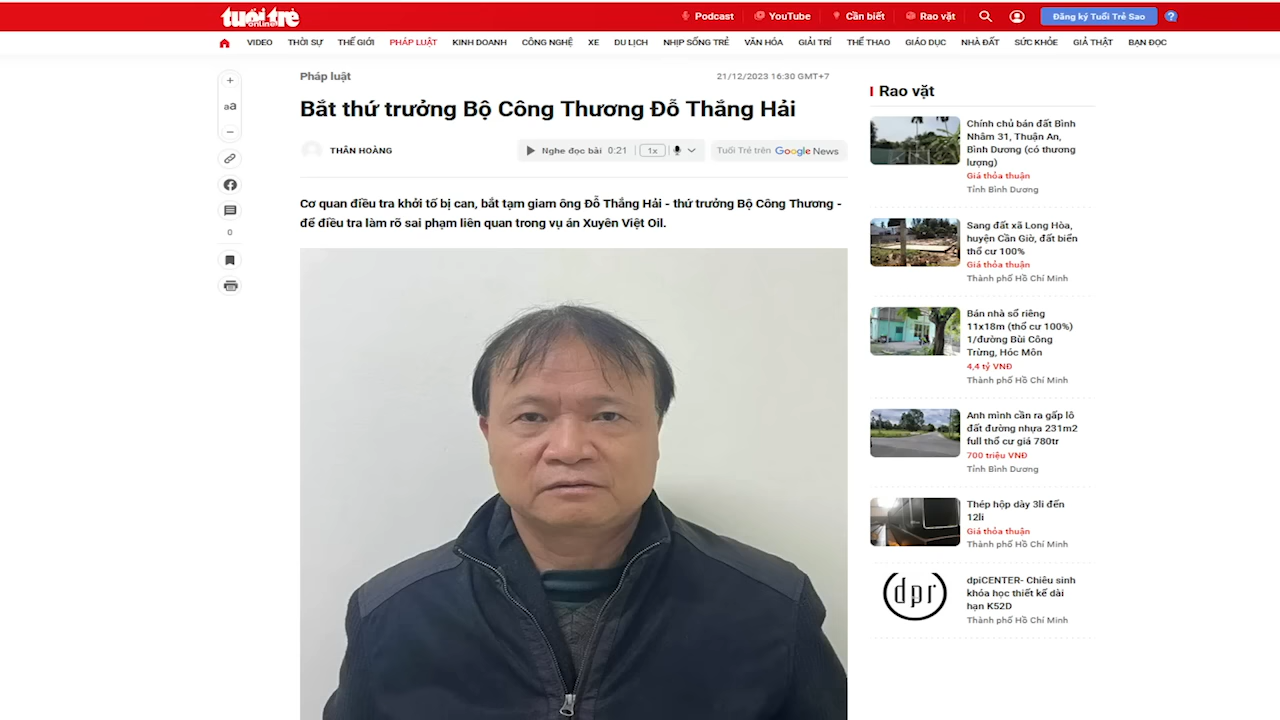 tuổi trẻ
online
Podcast
YouTube
Cần biết
Rao vặt
Đăng ký Tuổi Trẻ Sao
?
VIDEO
THỜI SỰ
THẾ GIỚI
PHÁP LUẬT
KINH DOANH
CÔNG NGHỆ
XE
DU LỊCH
NHỊP SỐNG TRẺ
VĂN HÓA
GIẢI TRÍ
THỂ THAO
GIÁO DỤC
NHÀ ĐẤT
SỨC KHỎE
GIẢ THẬT
BẠN ĐỌC
+
aA
−
0
Pháp luật
21/12/2023 16:30 GMT+7
Bắt thứ trưởng Bộ Công Thương Đỗ Thắng Hải
THÂN HOÀNG
Nghe đọc bài 0:21
1x
Tuổi Trẻ trên Google News
Cơ quan điều tra khởi tố bị can, bắt tạm giam ông Đỗ Thắng Hải - thứ trưởng Bộ Công Thương -
để điều tra làm rõ sai phạm liên quan trong vụ án Xuyên Việt Oil.
Rao vặt
Chính chủ bán đất Bình
Nhâm 31, Thuận An,
Bình Dương (có thương
lượng)
Giá thỏa thuận
Tỉnh Bình Dương
Sang đất xã Long Hòa,
huyện Cần Giờ, đất biển
thổ cư 100%
Giá thỏa thuận
Thành phố Hồ Chí Minh
Bán nhà sổ riêng
11x18m (thổ cư 100%)
1/đường Bùi Công
Trừng, Hóc Môn
4,4 tỷ VNĐ
Thành phố Hồ Chí Minh
Anh mình cần ra gấp lô
đất đường nhựa 231m2
full thổ cư giá 780tr
700 triệu VNĐ
Tỉnh Bình Dương
Thép hộp dày 3li đến
12li
Giá thỏa thuận
Thành phố Hồ Chí Minh
dpr
dpiCENTER- Chiêu sinh
khóa học thiết kế dài
hạn K52D
Thành phố Hồ Chí Minh